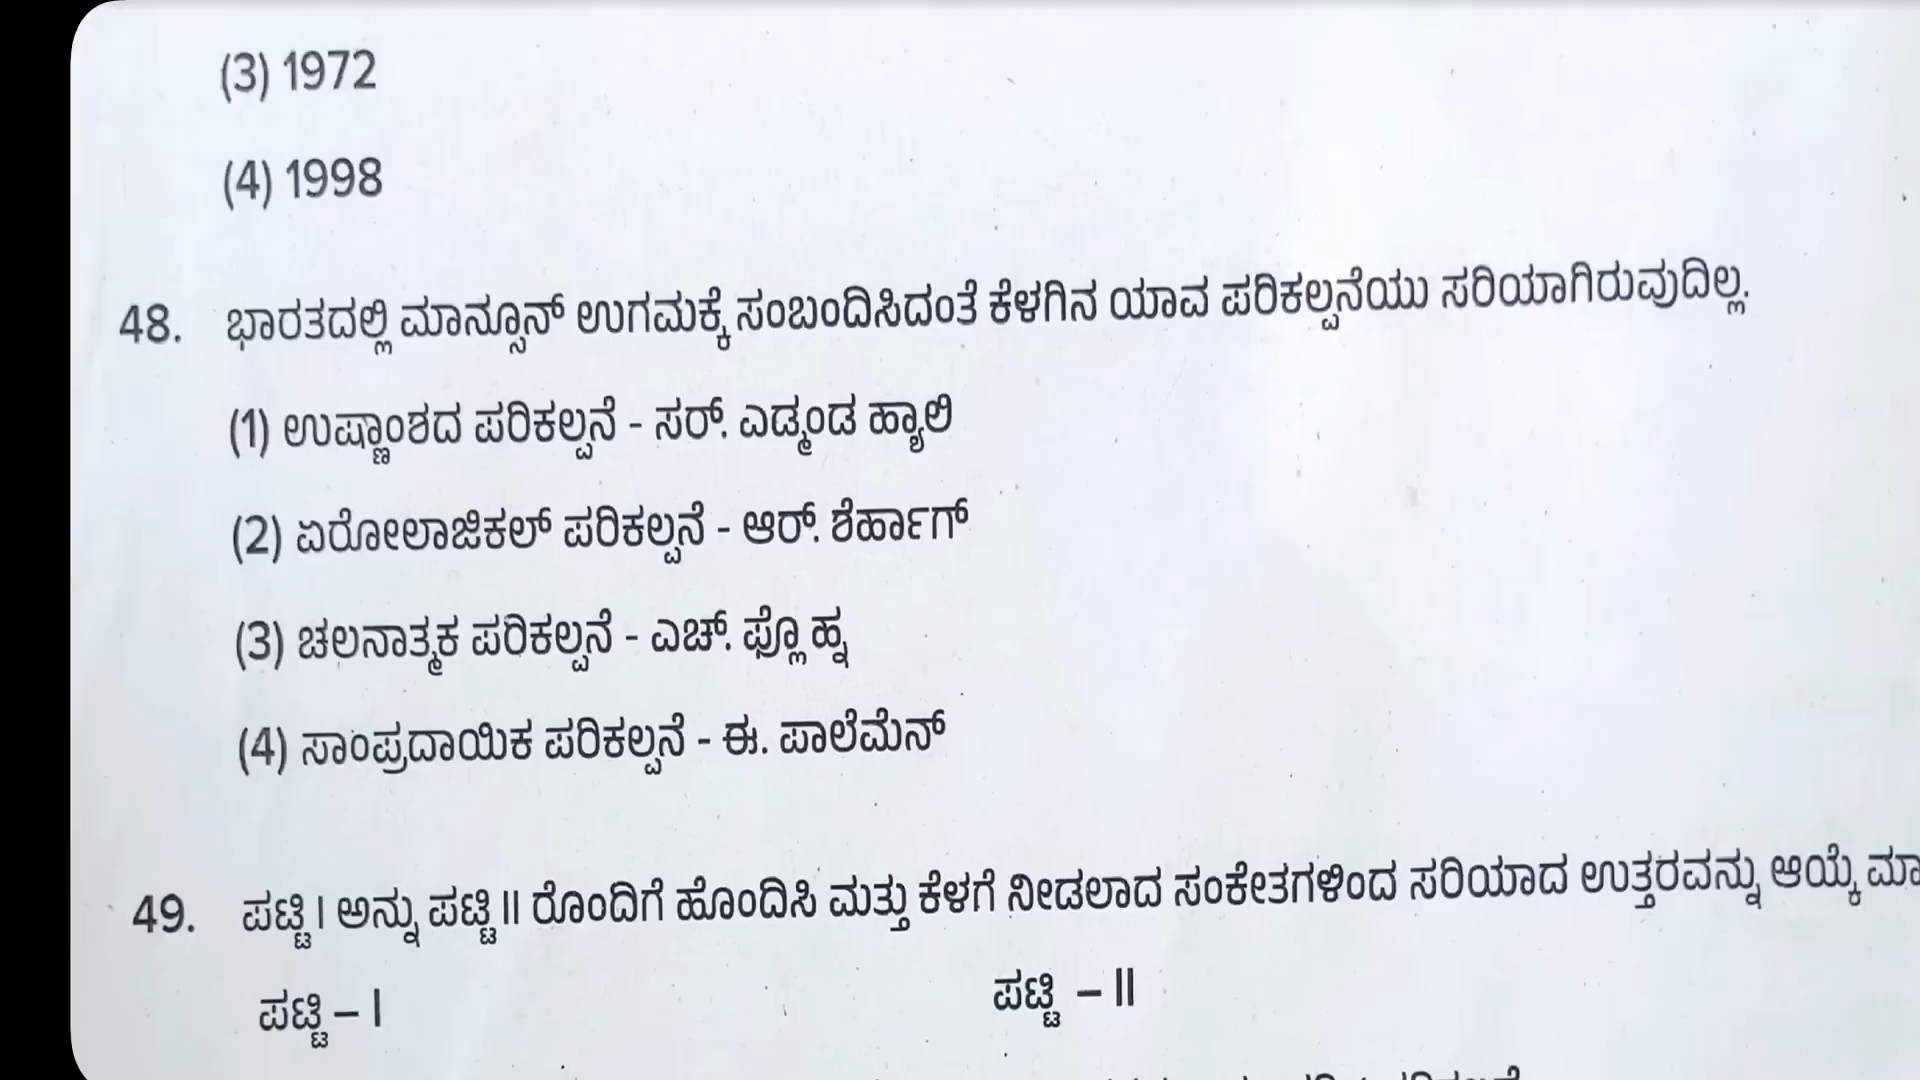 (3) 1972
(4) 1998
48. ಭಾರತದಲ್ಲಿ ಮಾನ್ಸೂನ್ ಉಗಮಕ್ಕೆ ಸಂಬಂದಿಸಿದಂತೆ ಕೆಳಗಿನ ಯಾವ ಪರಿಕಲ್ಪನೆಯು ಸರಿಯಾಗಿರುವುದಿಲ್ಲ.
(1) ಉಷ್ಣಾಂಶದ ಪರಿಕಲ್ಪನೆ - ಸರ್. ಎಡ್ಮಂಡ ಹ್ಯಾಲಿ
(2) ಏರೋಲಾಜಿಕಲ್ ಪರಿಕಲ್ಪನೆ - ಆರ್. ಶೆರ್ಹಾಗ್
(3) ಚಲನಾತ್ಮಕ ಪರಿಕಲ್ಪನೆ - ಎಚ್. ಫ್ಲೊಹ್ನ
(4) ಸಾಂಪ್ರದಾಯಿಕ ಪರಿಕಲ್ಪನೆ - ಈ. ಪಾಲೆಮೆನ್
49. ಪಟ್ಟಿ I ಅನ್ನು ಪಟ್ಟಿ II ರೊಂದಿಗೆ ಹೊಂದಿಸಿ ಮತ್ತು ಕೆಳಗೆ ನೀಡಲಾದ ಸಂಕೇತಗಳಿಂದ ಸರಿಯಾದ ಉತ್ತರವನ್ನು ಆಯ್ಕೆ ಮಾ
ಪಟ್ಟಿ – I ಪಟ್ಟಿ – II